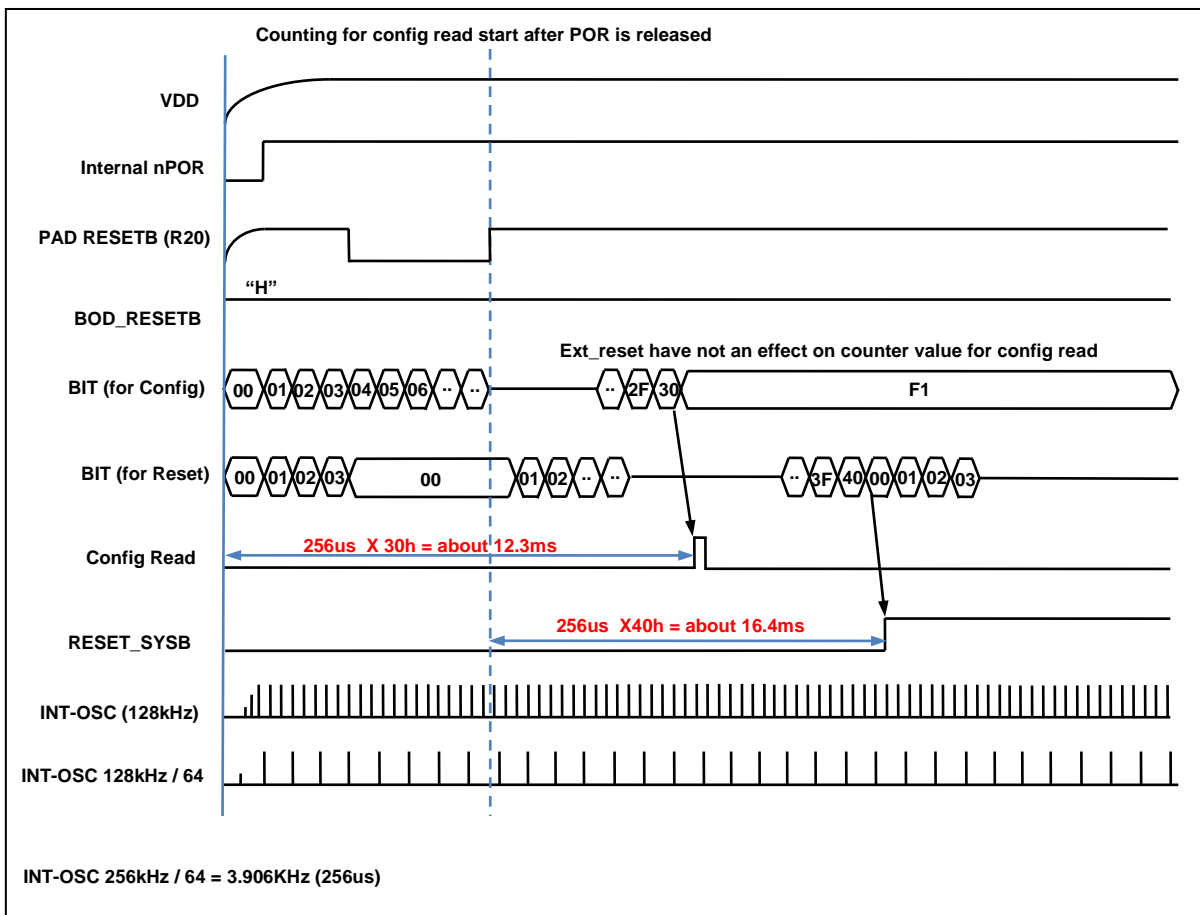 Counting for config read start after POR is released
VDD
Internal nPOR
PAD RESETB (R20)
“H”
BOD_RESETB
Ext_reset have not an effect on counter value for config read
BIT (for Config) 00 01 02 03 04 05 06 ·· ·· ·· 2F 30 F1
BIT (for Reset) 00 01 02 03 00 01 02 ·· ·· ·· 3F 40 00 01 02 03
256us X 30h = about 12.3ms
Config Read
256us X40h = about 16.4ms
RESET_SYSB
INT-OSC (128kHz)
INT-OSC 128kHz / 64
INT-OSC 256kHz / 64 = 3.906KHz (256us)